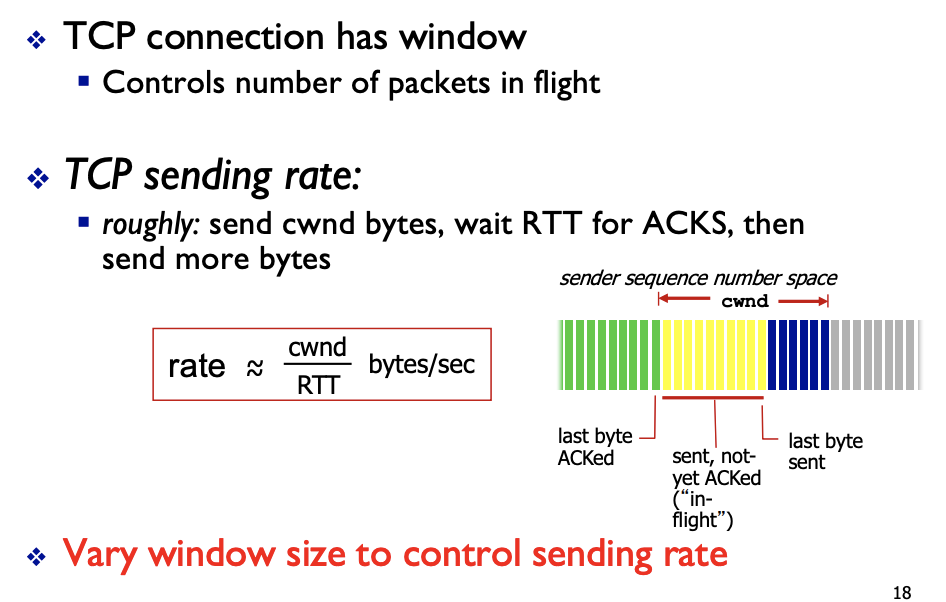 TCP connection has window
Controls number of packets in flight
TCP sending rate:
roughly: send cwnd bytes, wait RTT for ACKS, then
send more bytes
sender sequence number space
cwnd
rate ≈ cwnd / RTT bytes/sec
last byte
ACKed
sent, not-
yet ACKed
("in-
flight")
last byte
sent
Vary window size to control sending rate
18